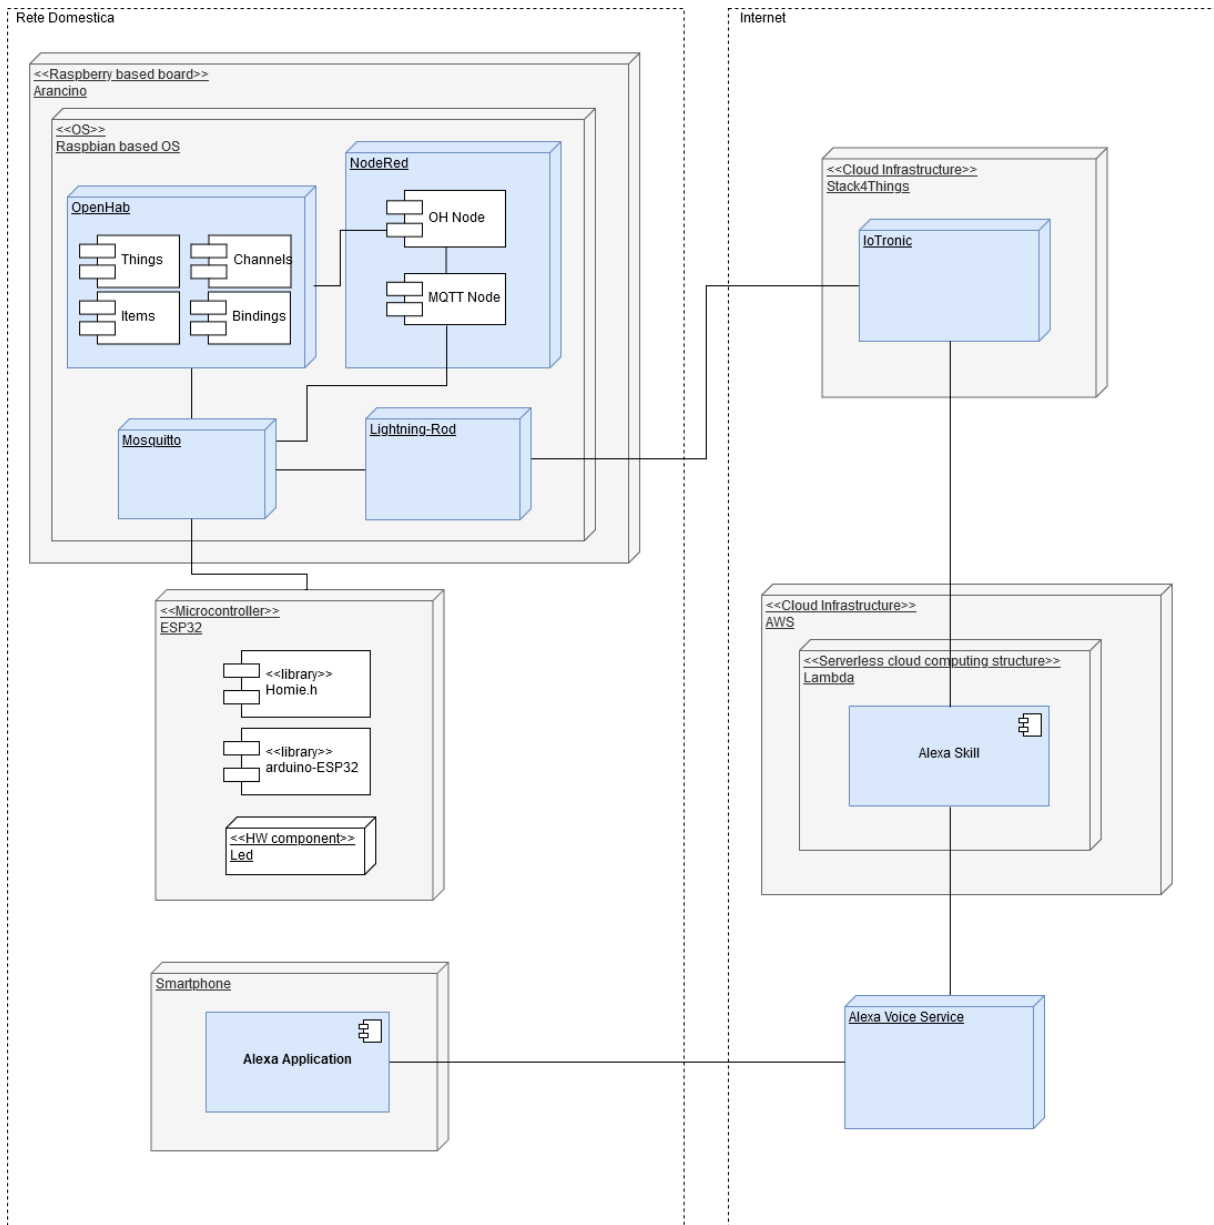 Rete Domestica
Internet
<<Raspberry based board>>
Arancino
<<OS>>
Raspbian based OS
NodeRed
OH Node
MQTT Node
OpenHab
Things
Channels
Items
Bindings
Mosquitto
Lightning-Rod
<<Cloud Infrastructure>>
Stack4Things
IoTronic
<<Microcontroller>>
ESP32
<<library>>
Homie.h
<<library>>
arduino-ESP32
<<HW component>>
Led
<<Cloud Infrastructure>>
AWS
<<Serverless cloud computing structure>>
Lambda
Alexa Skill
Smartphone
Alexa Application
Alexa Voice Service